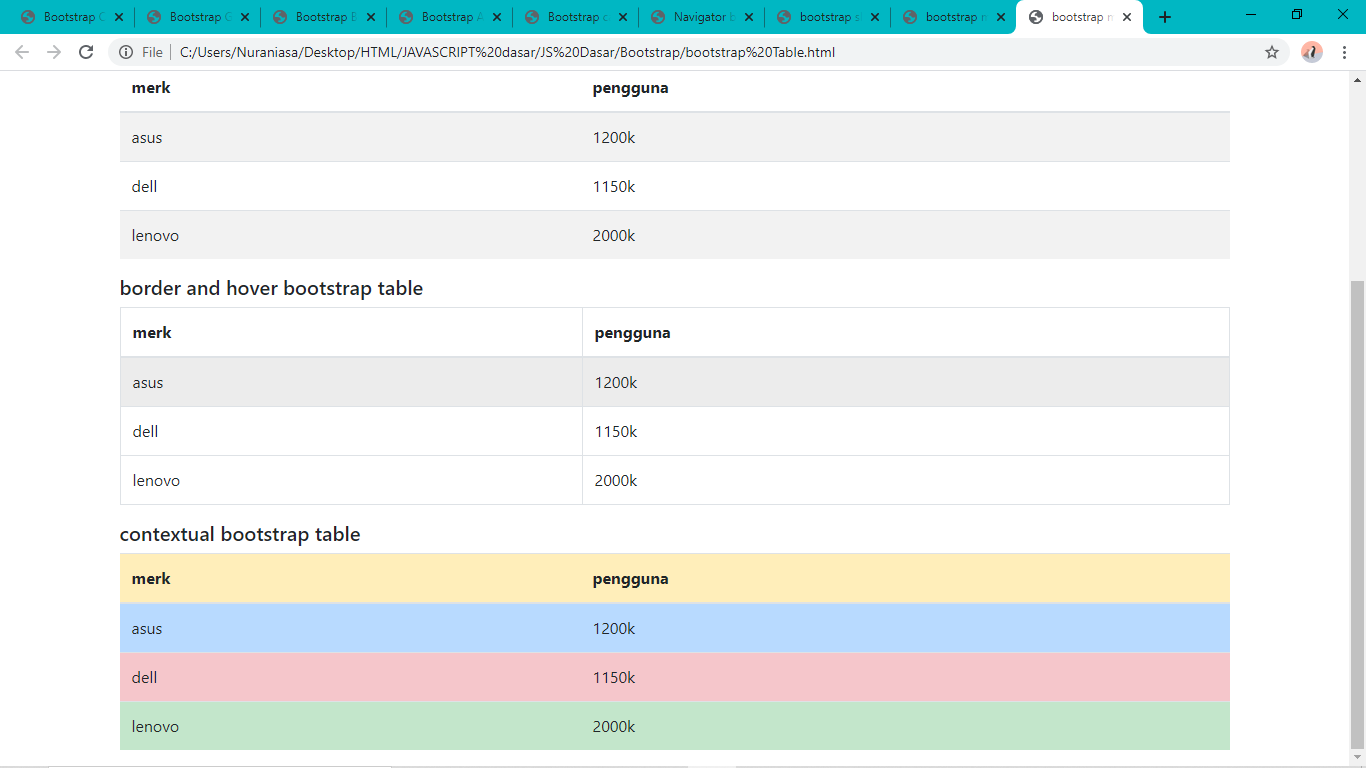 Bootstrap C Bootstrap G Bootstrap B Bootstrap A Bootstrap c Navigator b bootstrap s bootstrap n bootstrap n
File C:/Users/Nuraniasa/Desktop/HTML/JAVASCRIPT%20dasar/JS%20Dasar/Bootstrap/bootstrap%20Table.html
merk pengguna
asus 1200k
dell 1150k
lenovo 2000k
border and hover bootstrap table
merk pengguna
asus 1200k
dell 1150k
lenovo 2000k
contextual bootstrap table
merk pengguna
asus 1200k
dell 1150k
lenovo 2000k